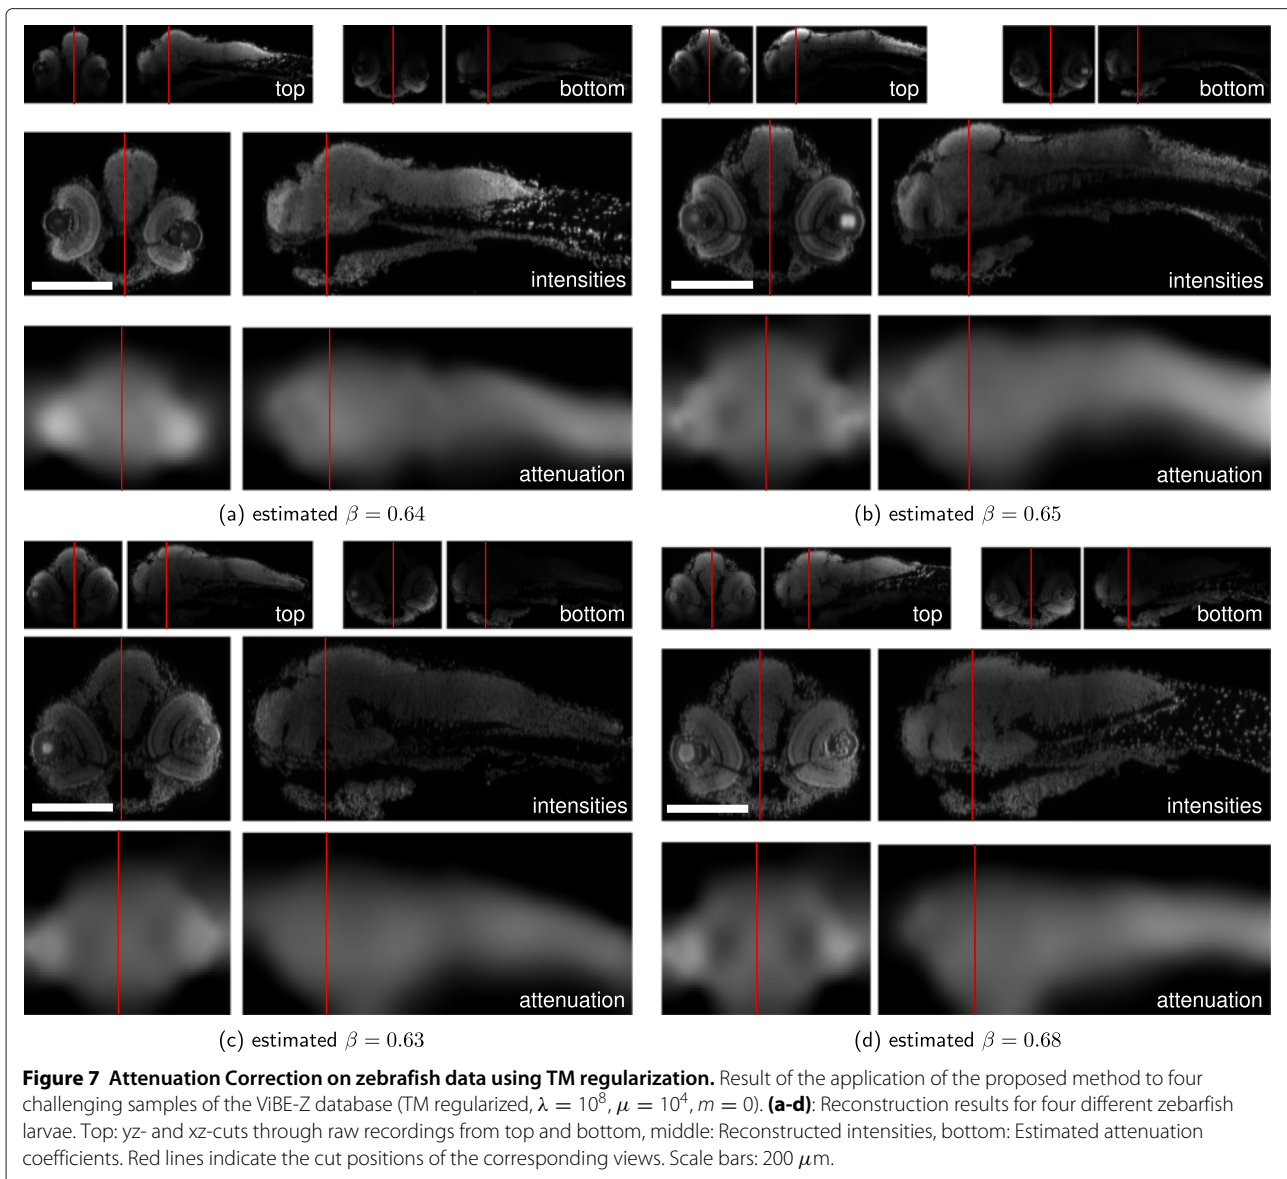 top
bottom
top
bottom
intensities
intensities
attenuation
attenuation
(a) estimated β = 0.64
(b) estimated β = 0.65
top
bottom
top
bottom
intensities
intensities
attenuation
attenuation
(c) estimated β = 0.63
(d) estimated β = 0.68
Figure 7 Attenuation Correction on zebrafish data using TM regularization. Result of the application of the proposed method to four
challenging samples of the ViBE-Z database (TM regularized, λ = 10⁸, μ = 10⁴, m = 0). (a-d): Reconstruction results for four different zebarfish
larvae. Top: yz- and xz-cuts through raw recordings from top and bottom, middle: Reconstructed intensities, bottom: Estimated attenuation
coefficients. Red lines indicate the cut positions of the corresponding views. Scale bars: 200 μm.